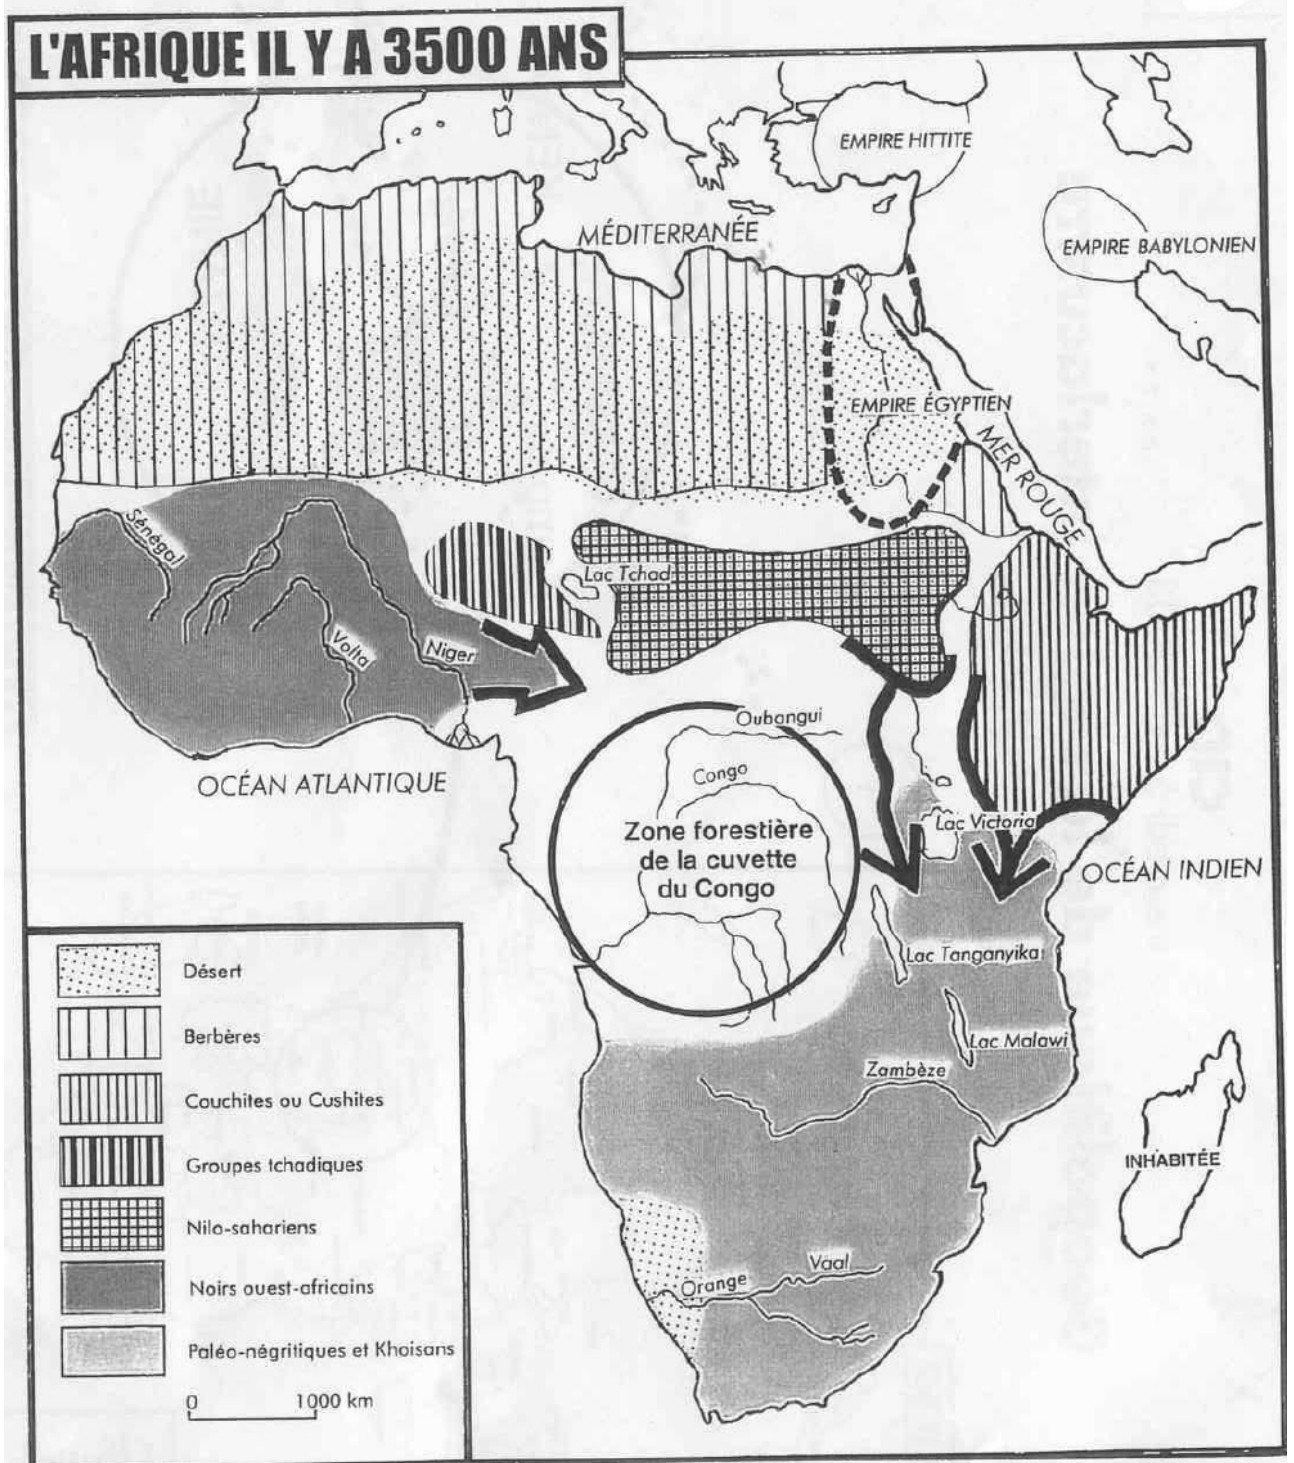 L'AFRIQUE IL Y A 3500 ANS
EMPIRE HITTITE
MÉDITERRANÉE
EMPIRE BABYLONIEN
EMPIRE ÉGYPTIEN
MER ROUGE
Sénégal
Lac Tchad
Volta
Niger
Oubangui
OCÉAN ATLANTIQUE
Congo
Zone forestière
de la cuvette
du Congo
Lac Victoria
OCÉAN INDIEN
Lac Tanganyika
Lac Malawi
Zambèze
INHABITÉE
Vaal
Orange
Désert
Berbères
Couchites ou Cushites
Groupes tchadiques
Nilo-sahariens
Noirs ouest-africains
Paléo-négritiques et Khoisans
0 1000 km